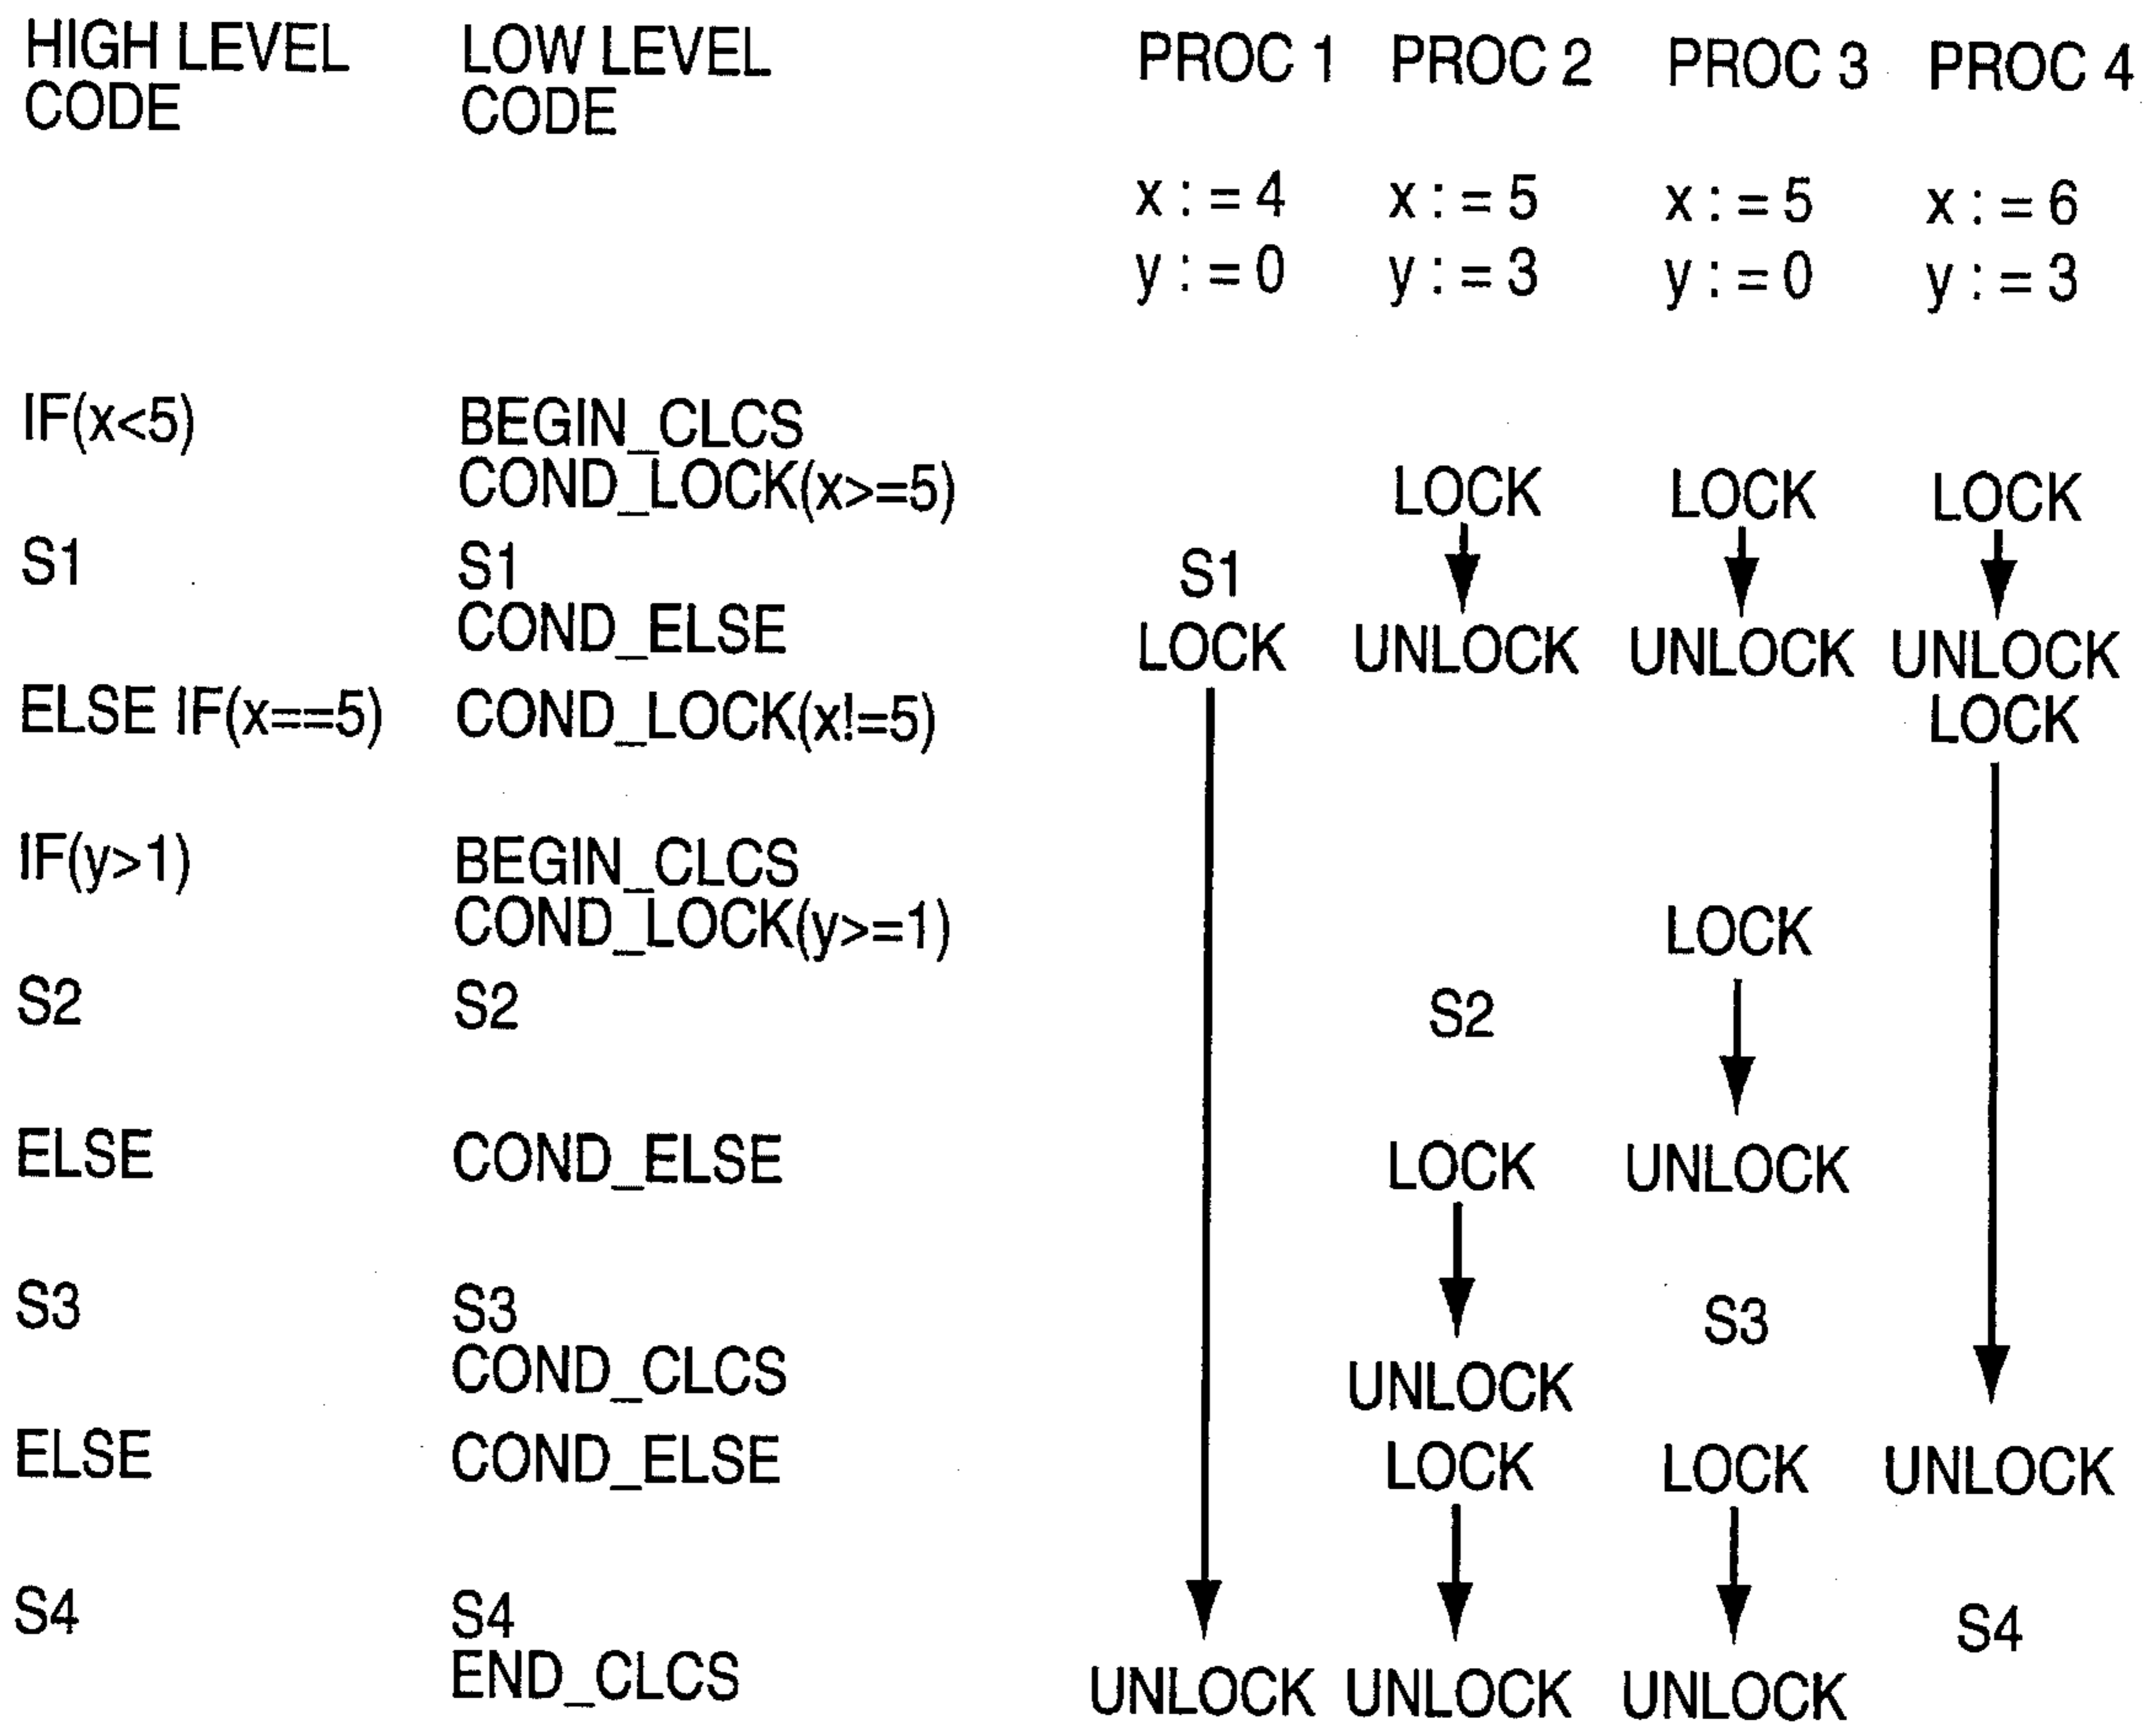 HIGH LEVEL CODE LOW LEVEL CODE PROC 1 PROC 2 PROC 3 PROC 4
x := 4 x := 5 x := 5 x := 6
y := 0 y := 3 y := 0 y := 3
IF(x<5) BEGIN_CLCS
COND_LOCK(x>=5) LOCK LOCK LOCK
S1 S1 S1
COND_ELSE LOCK UNLOCK UNLOCK UNLOCK
ELSE IF(x==5) COND_LOCK(x!=5) LOCK
IF(y>1) BEGIN_CLCS
COND_LOCK(y>=1) LOCK
S2 S2 S2
ELSE COND_ELSE LOCK UNLOCK
S3 S3 S3
COND_CLCS UNLOCK
ELSE COND_ELSE LOCK LOCK UNLOCK
S4 S4 S4
END_CLCS UNLOCK UNLOCK UNLOCK